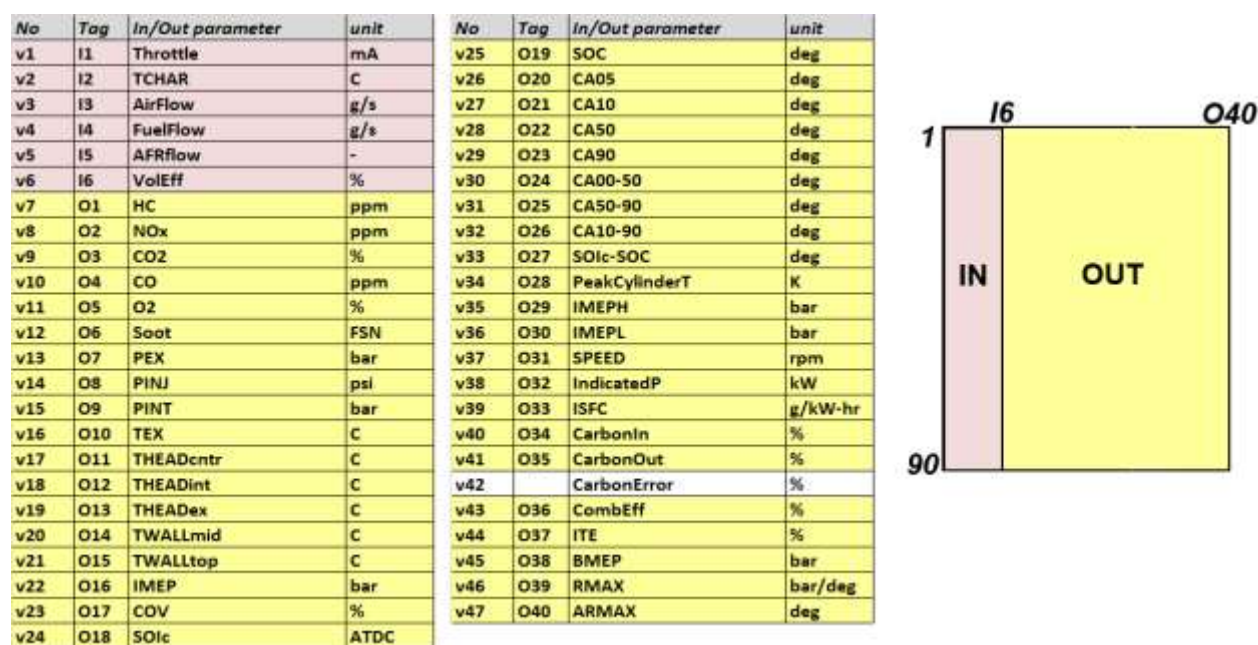 No Tag In/Out parameter unit
v1 I1 Throttle mA
v2 I2 TCHAR C
v3 I3 AirFlow g/s
v4 I4 FuelFlow g/s
v5 I5 AFRflow -
v6 I6 VolEff %
v7 O1 HC ppm
v8 O2 NOx ppm
v9 O3 CO2 %
v10 O4 CO ppm
v11 O5 O2 %
v12 O6 Soot FSN
v13 O7 PEX bar
v14 O8 PINJ psi
v15 O9 PINT bar
v16 O10 TEX C
v17 O11 THEADcntr C
v18 O12 THEADint C
v19 O13 THEADex C
v20 O14 TWALLmid C
v21 O15 TWALLtop C
v22 O16 IMEP bar
v23 O17 COV %
v24 O18 SOIc ATDC
No Tag In/Out parameter unit
v25 O19 SOC deg
v26 O20 CA05 deg
v27 O21 CA10 deg
v28 O22 CA50 deg
v29 O23 CA90 deg
v30 O24 CA00-50 deg
v31 O25 CA50-90 deg
v32 O26 CA10-90 deg
v33 O27 SOIc-SOC deg
v34 O28 PeakCylinderT K
v35 O29 IMEPH bar
v36 O30 IMEPL bar
v37 O31 SPEED rpm
v38 O32 IndicatedP kW
v39 O33 ISFC g/kW-hr
v40 O34 CarbonIn %
v41 O35 CarbonOut %
v42 CarbonError %
v43 O36 CombEff %
v44 O37 ITE %
v45 O38 BMEP bar
v46 O39 RMAX bar/deg
v47 O40 ARMAX deg
I6 O40
1
IN OUT
90